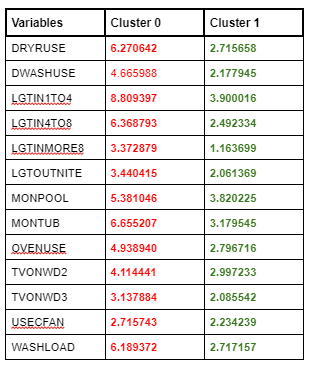 Variables Cluster 0 Cluster 1
DRYRUSE 6.270642 2.715658
DWASHUSE 4.665988 2.177945
LGTIN1TO4 8.809397 3.900016
LGTIN4TO8 6.368793 2.492334
LGTINMORE8 3.372879 1.163699
LGTOUTNITE 3.440415 2.061369
MONPOOL 5.381046 3.820225
MONTUB 6.655207 3.179545
OVENUSE 4.938940 2.796716
TVONWD2 4.114441 2.997233
TVONWD3 3.137884 2.085542
USECFAN 2.715743 2.234239
WASHLOAD 6.189372 2.717157